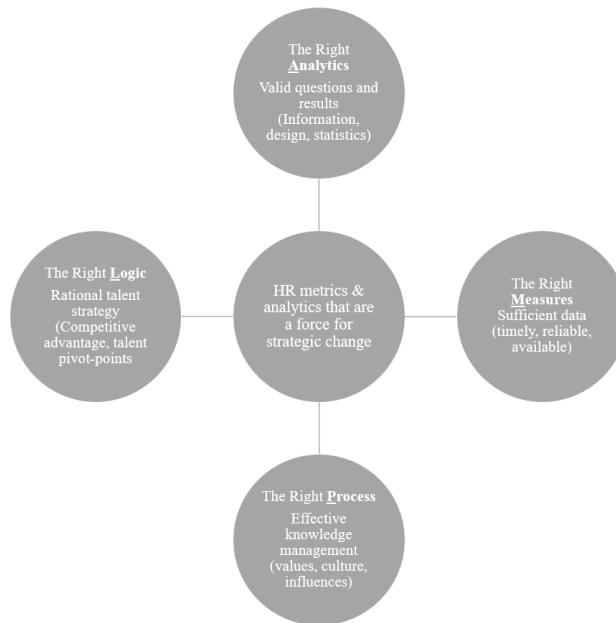 The Right
Analytics
Valid questions and
results
(Information,
design, statistics)
The Right Logic
Rational talent
strategy
(Competitive
advantage, talent
pivot-points
HR metrics &
analytics that are
a force for
strategic change
The Right
Measures
Sufficient data
(timely, reliable,
available)
The Right Process
Effective
knowledge
management
(values, culture,
influences)